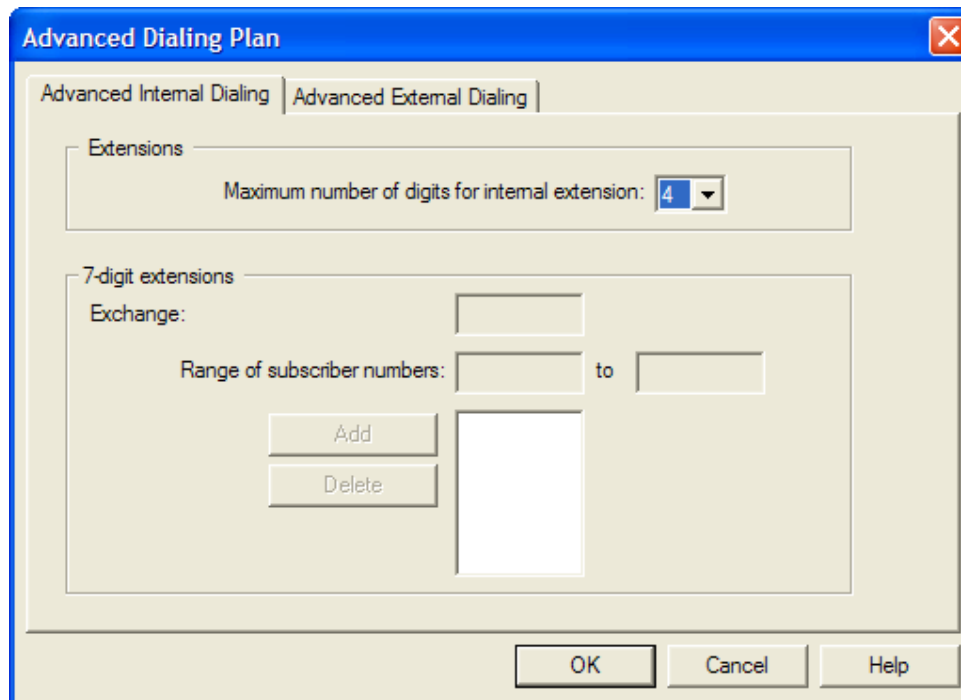 Advanced Dialing Plan
Advanced Internal Dialing
Advanced External Dialing
Extensions
Maximum number of digits for internal extension: 4
7-digit extensions
Exchange:
Range of subscriber numbers: to
Add
Delete
OK
Cancel
Help